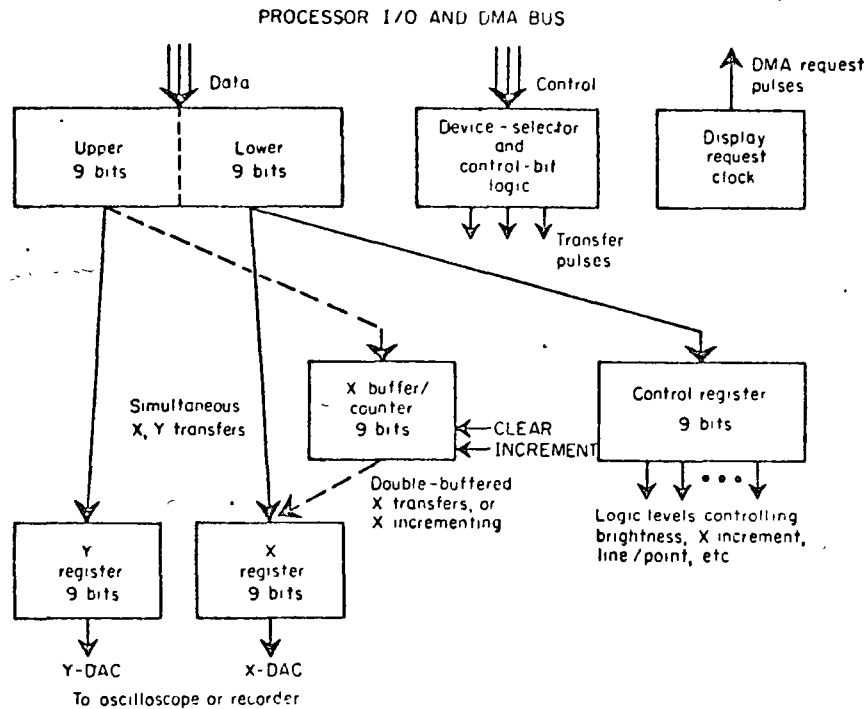 PROCESSOR I/O AND DMA BUS
Data
Control
DMA request
pulses
Upper
9 bits
Lower
9 bits
Device-selector
and
control-bit
logic
Display
request
clock
Transfer
pulses
Simultaneous
X, Y transfers
X buffer/
counter
9 bits
CLEAR
INCREMENT
Control register
9 bits
Double-buffered
X transfers, or
X incrementing
Logic levels controlling
brightness, X increment,
line/point, etc
Y
register
9 bits
X
register
9 bits
Y-DAC
X-DAC
To oscilloscope or recorder